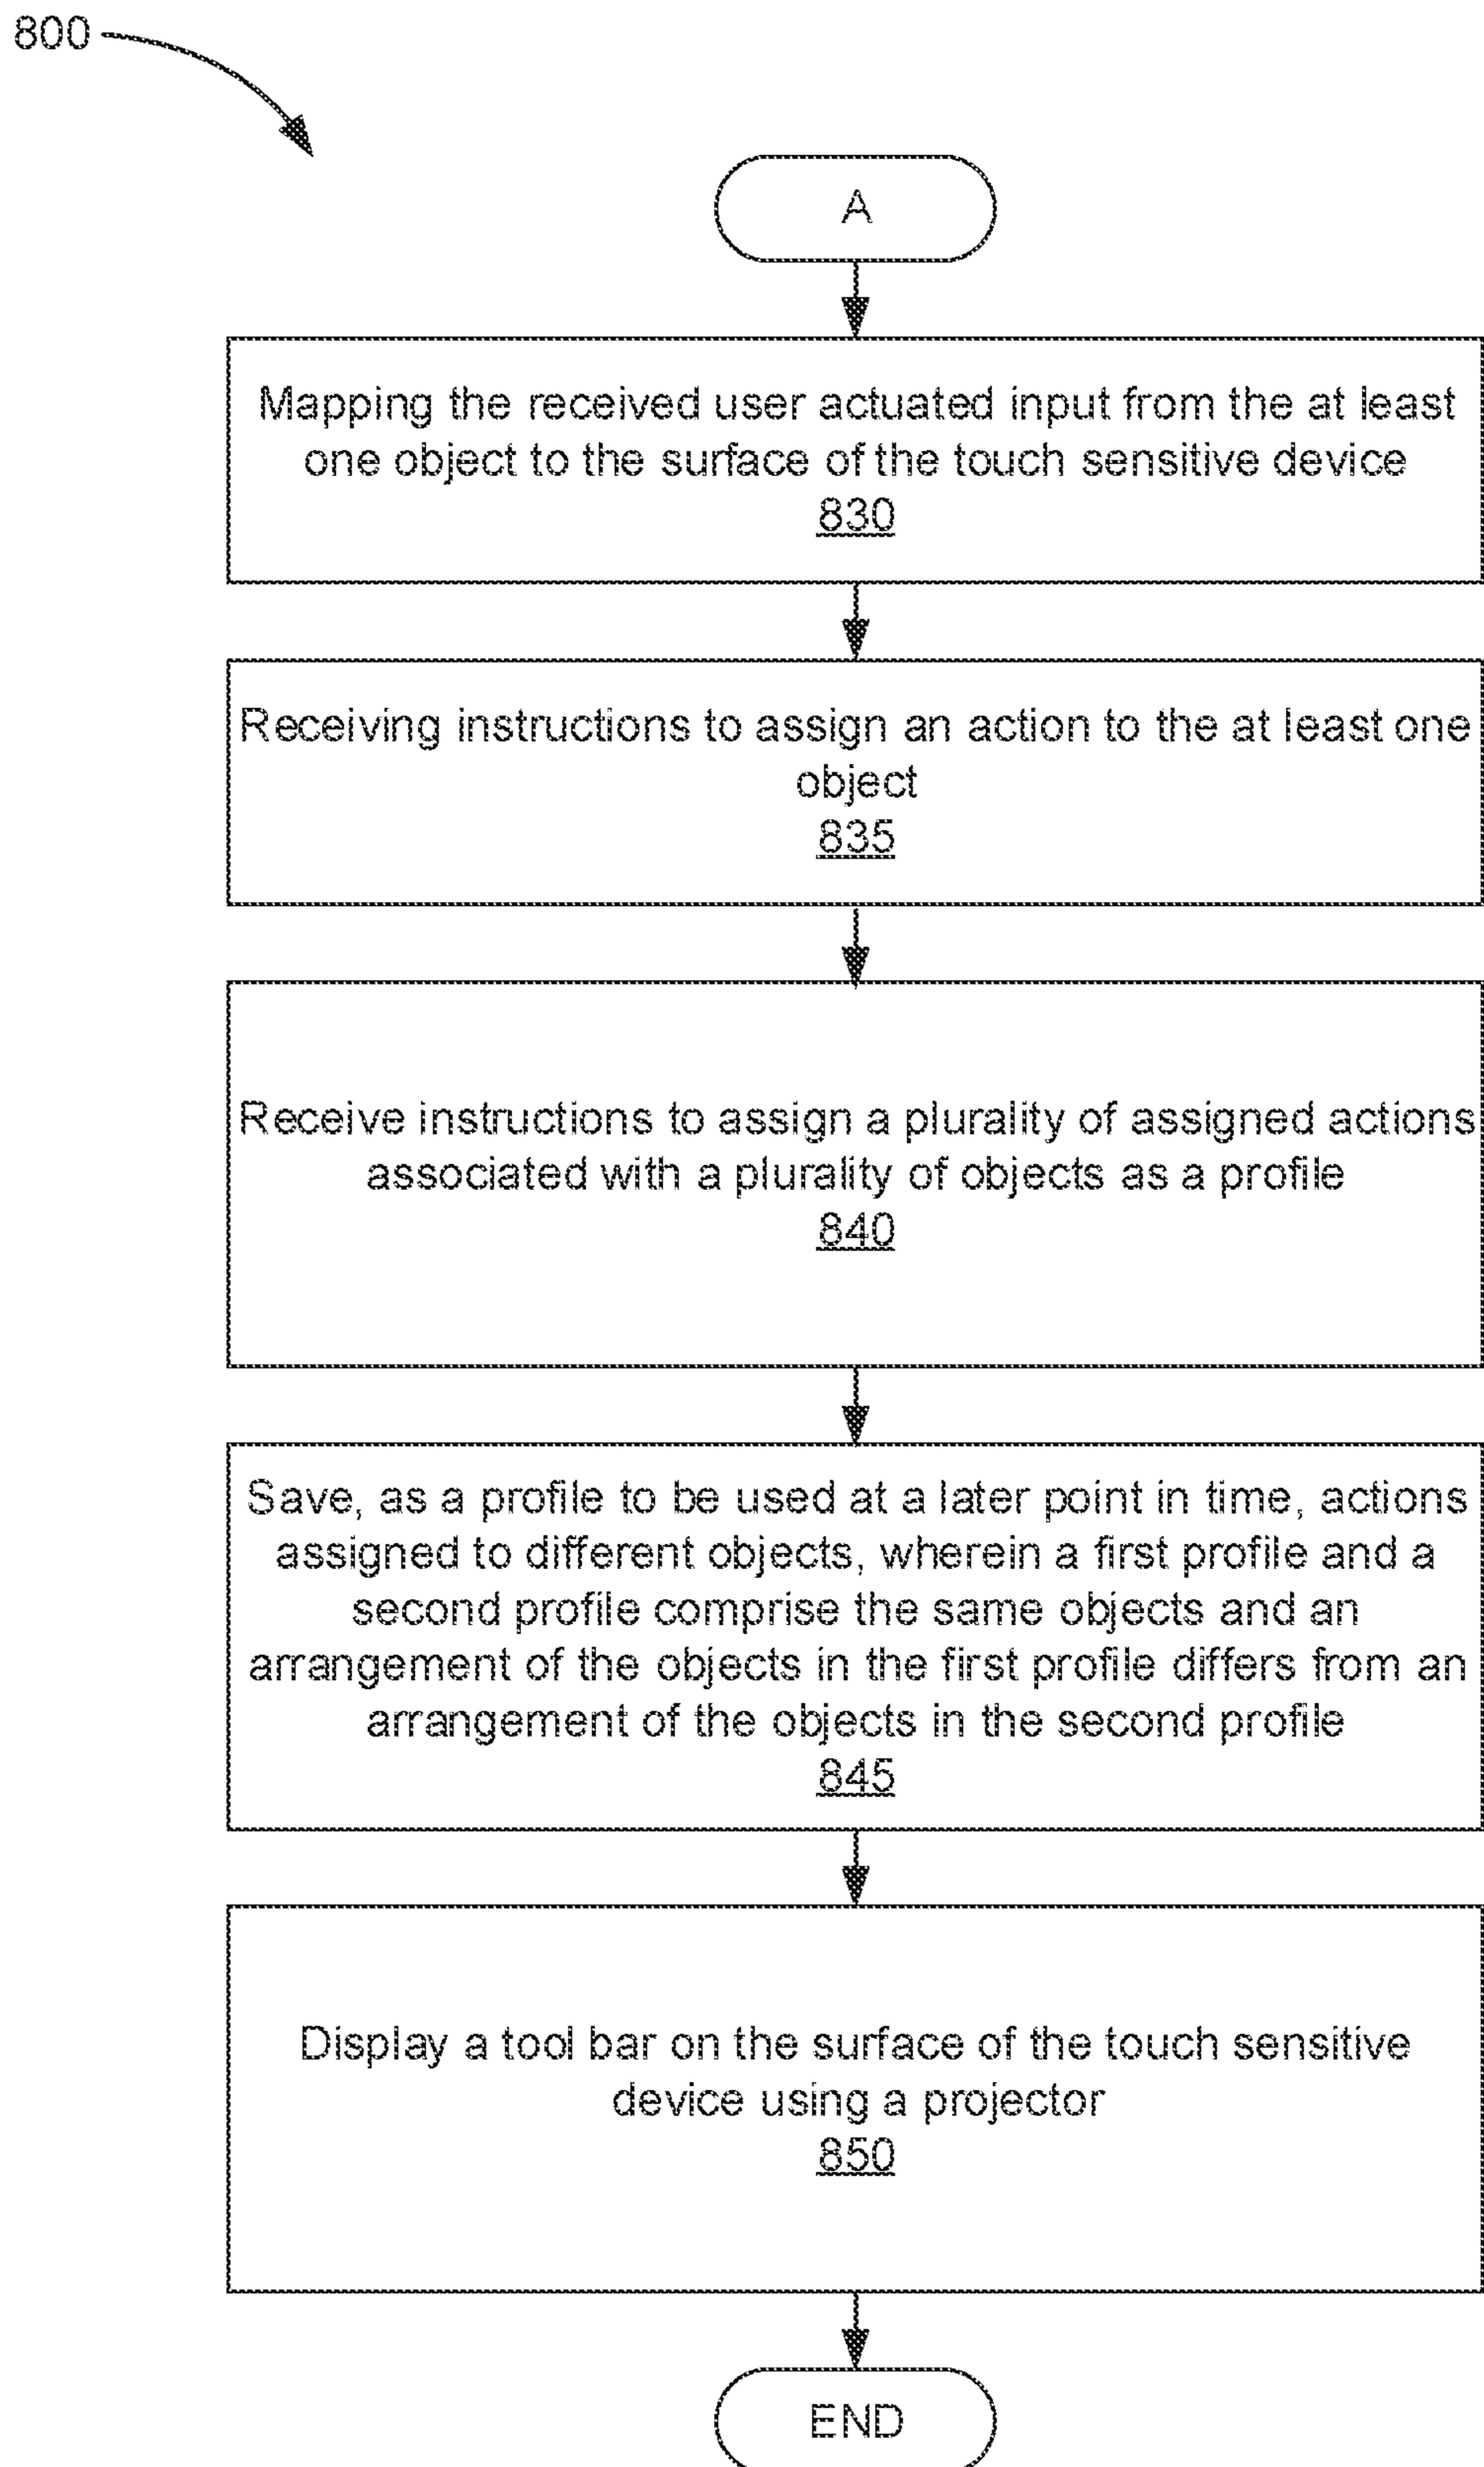 800
A
Mapping the received user actuated input from the at least
one object to the surface of the touch sensitive device
830
Receiving instructions to assign an action to the at least one
object
835
Receive instructions to assign a plurality of assigned actions
associated with a plurality of objects as a profile
840
Save, as a profile to be used at a later point in time, actions
assigned to different objects, wherein a first profile and a
second profile comprise the same objects and an
arrangement of the objects in the first profile differs from an
arrangement of the objects in the second profile
845
Display a tool bar on the surface of the touch sensitive
device using a projector
850
END